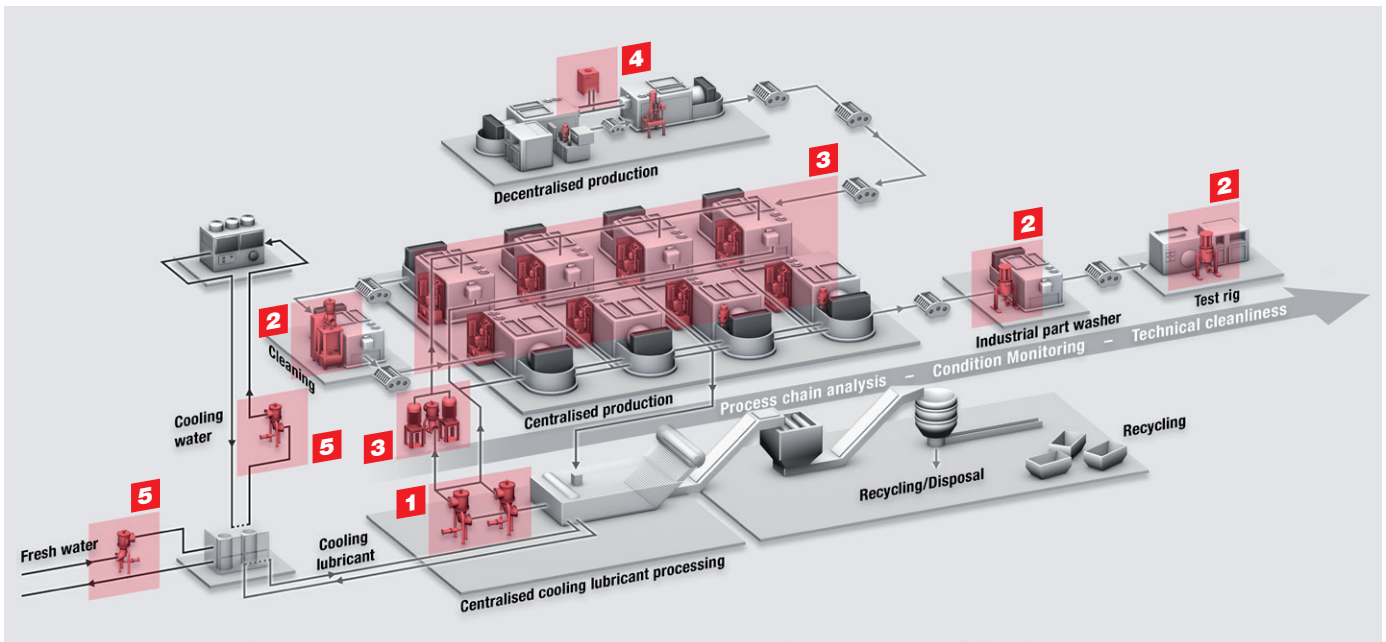 4
Decentralised production
3
2
2
Test rig
Industrial part washer
2
Cleaning
Process chain analysis – Condition Monitoring – Technical cleanliness
Centralised production
Cooling
water
5
3
Recycling
Recycling/Disposal
1
5
Fresh water
Cooling
lubricant
Centralised cooling lubricant processing